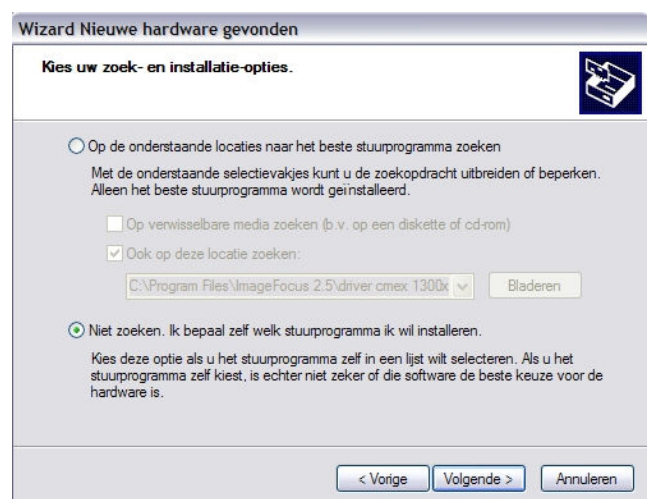 Wizard Nieuwe hardware gevonden
Kies uw zoek- en installatie-opties.
Op de onderstaande locaties naar het beste stuurprogramma zoeken
Met de onderstaande selectievakjes kunt u de zoekopdracht uitbreiden of beperken.
Alleen het beste stuurprogramma wordt geïnstalleerd.
Op verwisselbare media zoeken (b.v. op een diskette of cd-rom)
Ook op deze locatie zoeken:
C:\Program Files\ImageFocus 2.5\driver cmex 1300x
Bladeren
Niet zoeken. Ik bepaal zelf welk stuurprogramma ik wil installeren.
Kies deze optie als u het stuurprogramma zelf in een lijst wilt selecteren. Als u het
stuurprogramma zelf kiest, is echter niet zeker of die software de beste keuze voor de
hardware is.
< Vorige
Volgende >
Annuleren